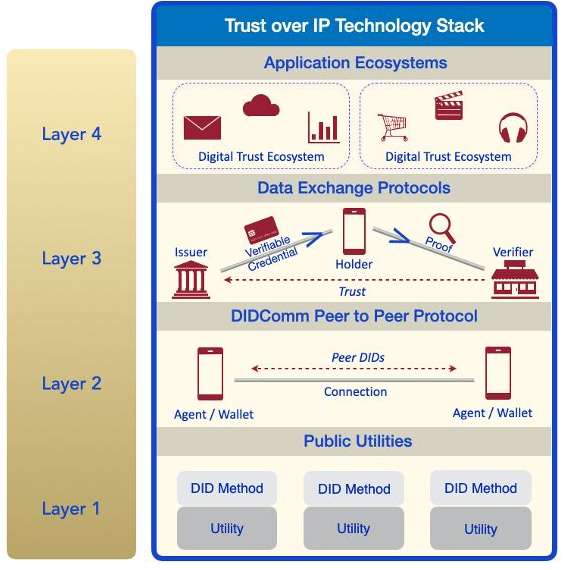 Trust over IP Technology Stack
Application Ecosystems
Layer 4
Digital Trust Ecosystem
Digital Trust Ecosystem
Data Exchange Protocols
Layer 3
Issuer
Verifiable
Credential
Holder
Proof
Verifier
Trust
DIDComm Peer to Peer Protocol
Layer 2
Peer DIDs
Connection
Agent / Wallet
Agent / Wallet
Public Utilities
Layer 1
DID Method
DID Method
DID Method
Utility
Utility
Utility